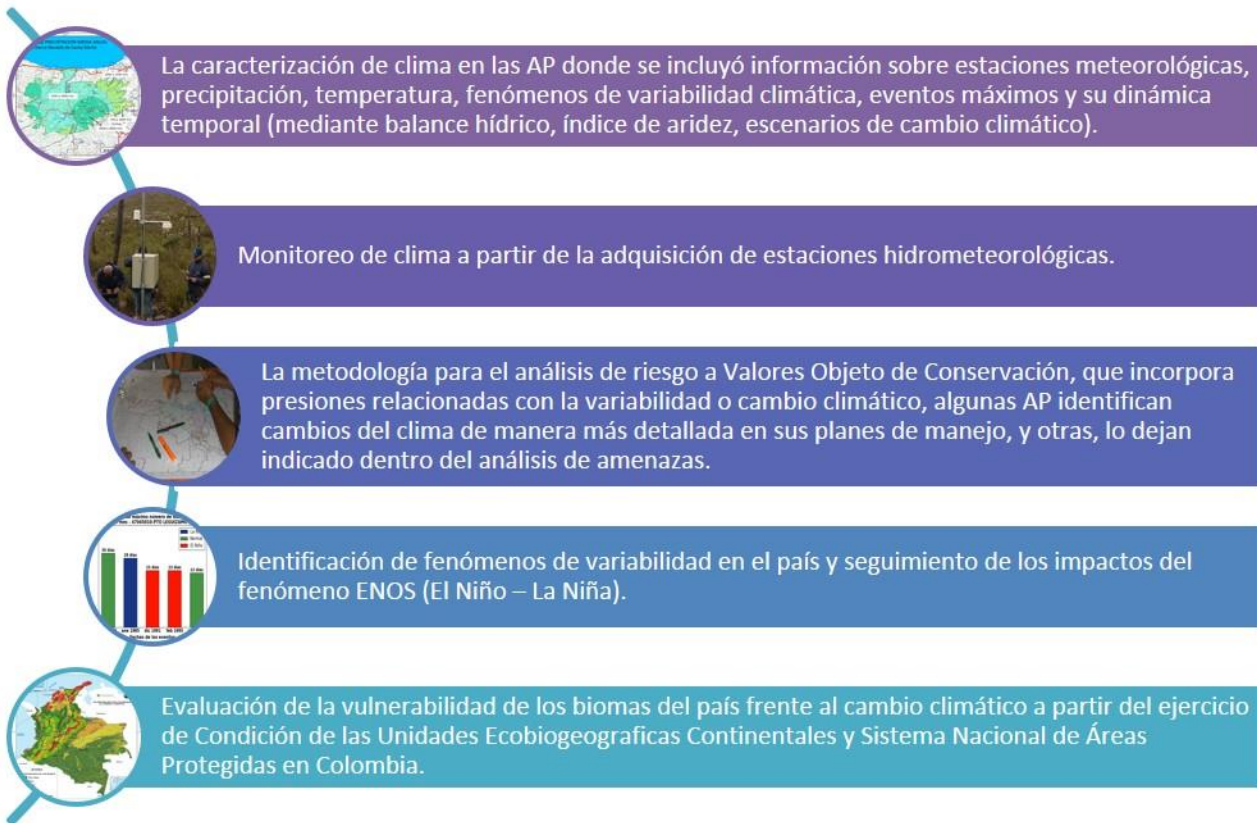 La caracterización de clima en las AP donde se incluyó información sobre estaciones meteorológicas,
precipitación, temperatura, fenómenos de variabilidad climática, eventos máximos y su dinámica
temporal (mediante balance hídrico, índice de aridez, escenarios de cambio climático).
Monitoreo de clima a partir de la adquisición de estaciones hidrometeorológicas.
La metodología para el análisis de riesgo a Valores Objeto de Conservación, que incorpora
presiones relacionadas con la variabilidad o cambio climático, algunas AP identifican
cambios del clima de manera más detallada en sus planes de manejo, y otras, lo dejan
indicado dentro del análisis de amenazas.
Identificación de fenómenos de variabilidad en el país y seguimiento de los impactos del
fenómeno ENOS (El Niño – La Niña).
Evaluación de la vulnerabilidad de los biomas del país frente al cambio climático a partir del ejercicio
de Condición de las Unidades Ecobiogeograficas Continentales y Sistema Nacional de Áreas
Protegidas en Colombia.